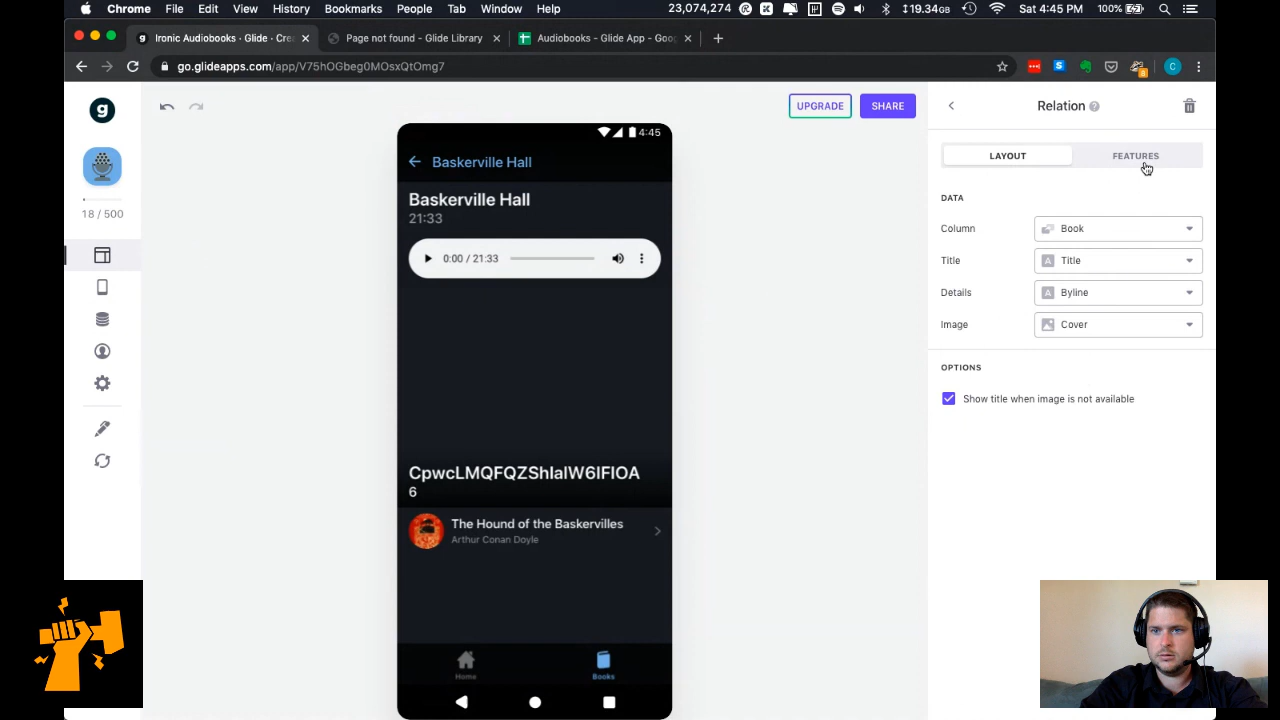 Chrome File Edit View History Bookmarks People Tab Window Help 23,074,274 19.34GB Sat 4:45 PM 100%
Ironic Audiobooks · Glide · Cre
Page not found - Glide Library
Audiobooks - Glide App - Goo
go.glideapps.com/app/V75hOGbeg0MOsxQtOmg7
g
18 / 500
UPGRADE
SHARE
4:45
Baskerville Hall
Baskerville Hall
21:33
0:00 / 21:33
CpwcLMQFQZShlaIW6IFIOA
6
The Hound of the Baskervilles
Arthur Conan Doyle
Home
Books
Relation
LAYOUT
FEATURES
DATA
Column Book
Title Title
Details Byline
Image Cover
OPTIONS
Show title when image is not available